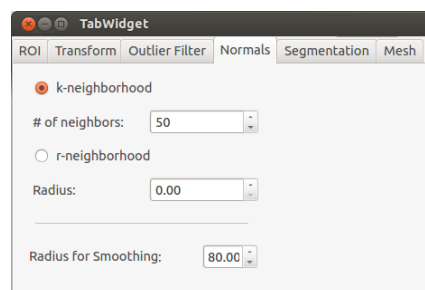 TabWidget
ROI Transform Outlier Filter Normals Segmentation Mesh
k-neighborhood
# of neighbors: 50
r-neighborhood
Radius: 0.00
Radius for Smoothing: 80.00